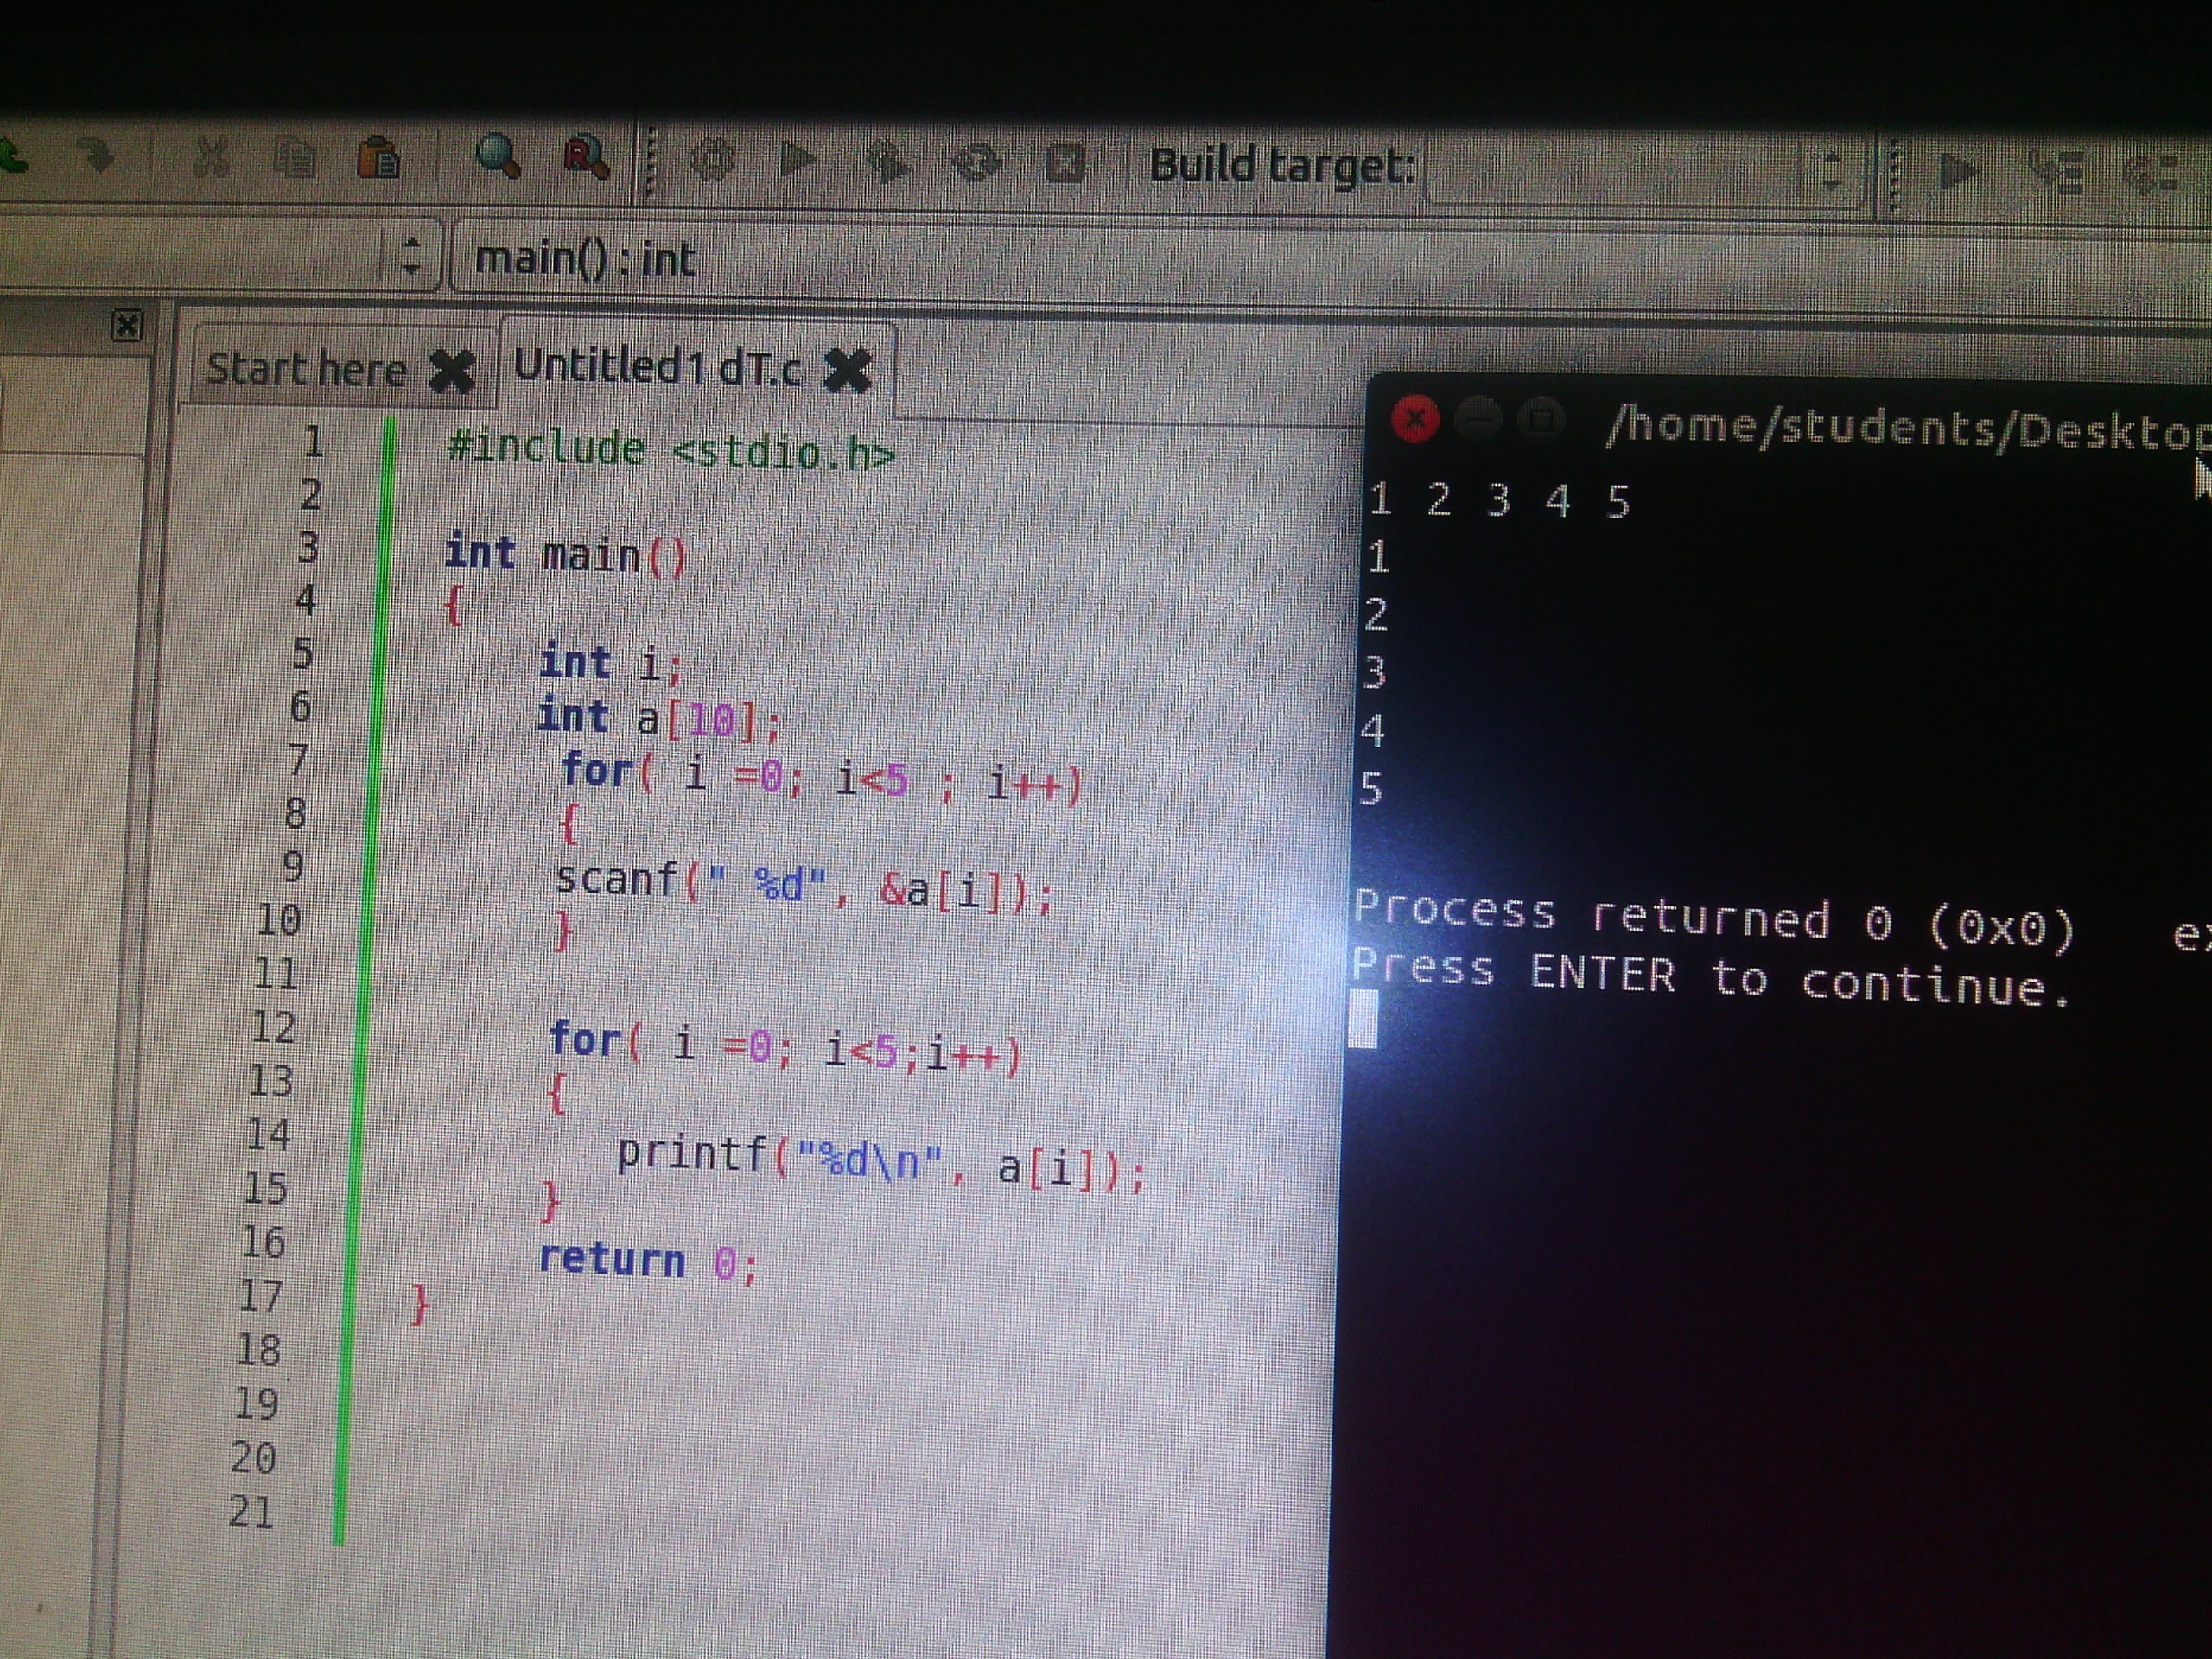 Build target:
main() : int
Start here
Untitled1 dT.c
1 #include <stdio.h>
2
3 int main()
4 {
5 int i;
6 int a[10];
7 for( i =0; i<5 ; i++)
8 {
9 scanf(" %d", &a[i]);
10 }
11
12 for( i =0; i<5;i++)
13 {
14 printf("%d\n", a[i]);
15 }
16 return 0;
17 }
18
19
20
21
/home/students/Desktop
1 2 3 4 5
1
2
3
4
5
Process returned 0 (0x0)
Press ENTER to continue.